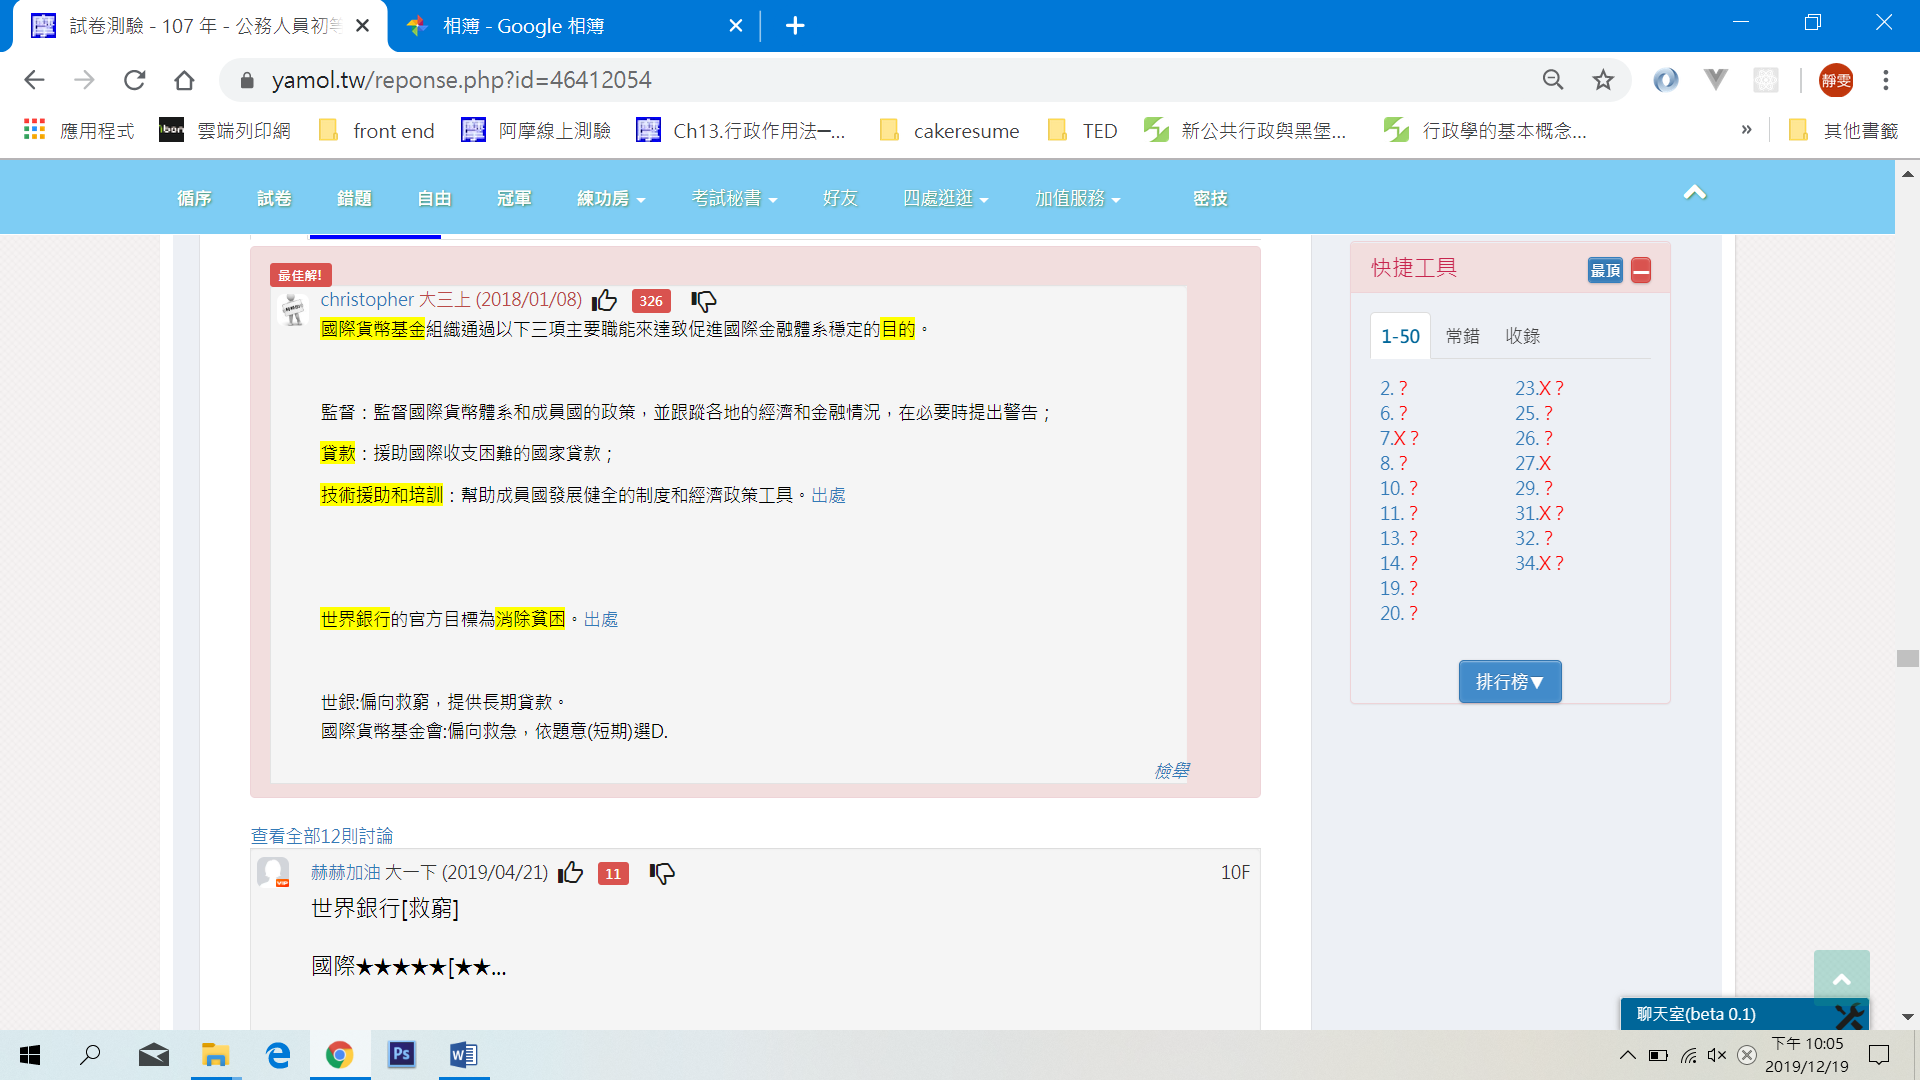 試卷測驗 - 107 年 - 公務人員初等
相簿 - Google 相簿
yamol.tw/reponse.php?id=46412054
靜雯
應用程式
ibon
雲端列印網
front end
阿摩線上測驗
Ch13.行政作用法—...
cakeresume
TED
新公共行政與黑堡...
行政學的基本概念...
»
其他書籤
循序
試卷
錯題
自由
冠軍
練功房
考試秘書
好友
四處逛逛
加值服務
密技
最佳解!
christopher 大三上 (2018/01/08) 326
國際貨幣基金組織通過以下三項主要職能來達致促進國際金融體系穩定的目的。
監督：監督國際貨幣體系和成員國的政策，並跟蹤各地的經濟和金融情況，在必要時提出警告；
貸款：援助國際收支困難的國家貸款；
技術援助和培訓：幫助成員國發展健全的制度和經濟政策工具。出處
世界銀行的官方目標為消除貧困。出處
世銀:偏向救窮，提供長期貸款。
國際貨幣基金會:偏向救急，依題意(短期)選D.
檢舉
查看全部12則討論
VIP
赫赫加油 大一下 (2019/04/21) 11
10F
世界銀行[救窮]
國際★★★★★[★★...
快捷工具
最頂
1-50
常錯
收錄
2. ?
6. ?
7.X ?
8. ?
10. ?
11. ?
13. ?
14. ?
19. ?
20. ?
23.X ?
25. ?
26. ?
27.X
29. ?
31.X ?
32. ?
34.X ?
排行榜▼
聊天室(beta 0.1)
Ps
下午 10:05
2019/12/19